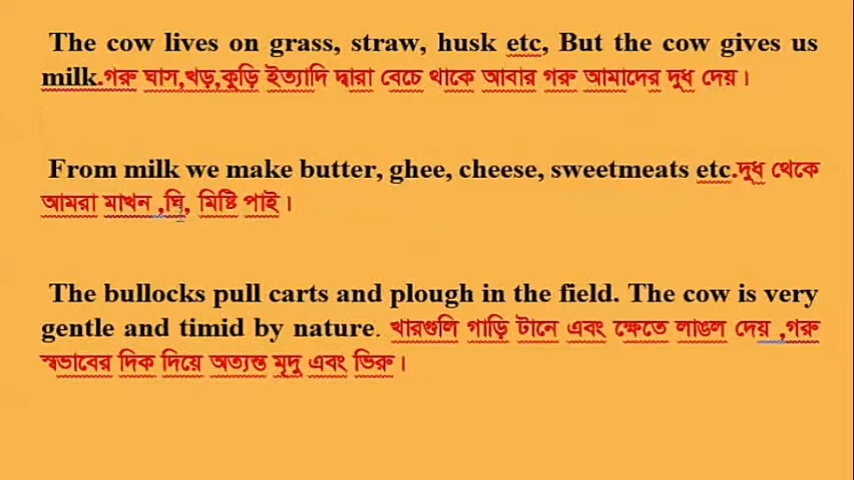 The cow lives on grass, straw, husk etc, But the cow gives us
milk.গরু ঘাস,খড়,কুড়ি ইত্যাদি দ্বারা বেচে থাকে আবার গরু আমাদের দুধ দেয়।
From milk we make butter, ghee, cheese, sweetmeats etc.দুধ থেকে
আমরা মাখন ,ঘি, মিষ্টি পাই।
The bullocks pull carts and plough in the field. The cow is very
gentle and timid by nature. খারগুলি গাড়ি টানে এবং ক্ষেতে লাঙল দেয় ,গরু
স্বভাবের দিক দিয়ে অত্যন্ত মৃদু এবং ভিরু।